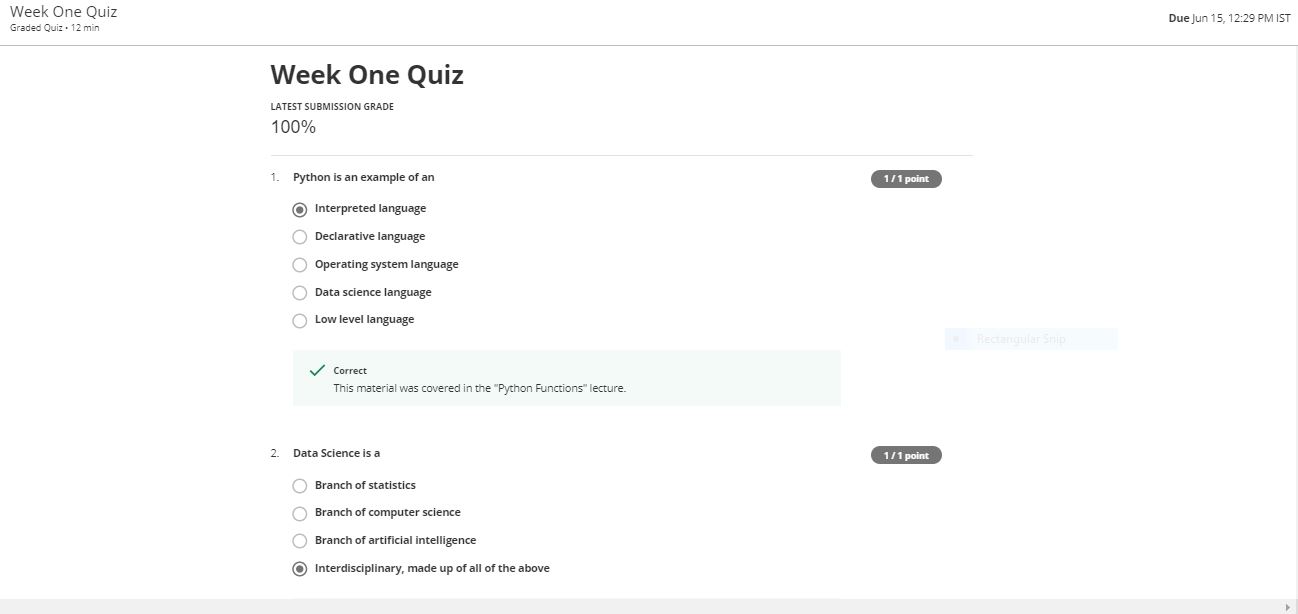 Week One Quiz
Graded Quiz • 12 min
Due Jun 15, 12:29 PM IST
Week One Quiz
LATEST SUBMISSION GRADE
100%
1. Python is an example of an
1 / 1 point
Interpreted language
Declarative language
Operating system language
Data science language
Low level language
Rectangular Snip
Correct
This material was covered in the "Python Functions" lecture.
2. Data Science is a
1 / 1 point
Branch of statistics
Branch of computer science
Branch of artificial intelligence
Interdisciplinary, made up of all of the above